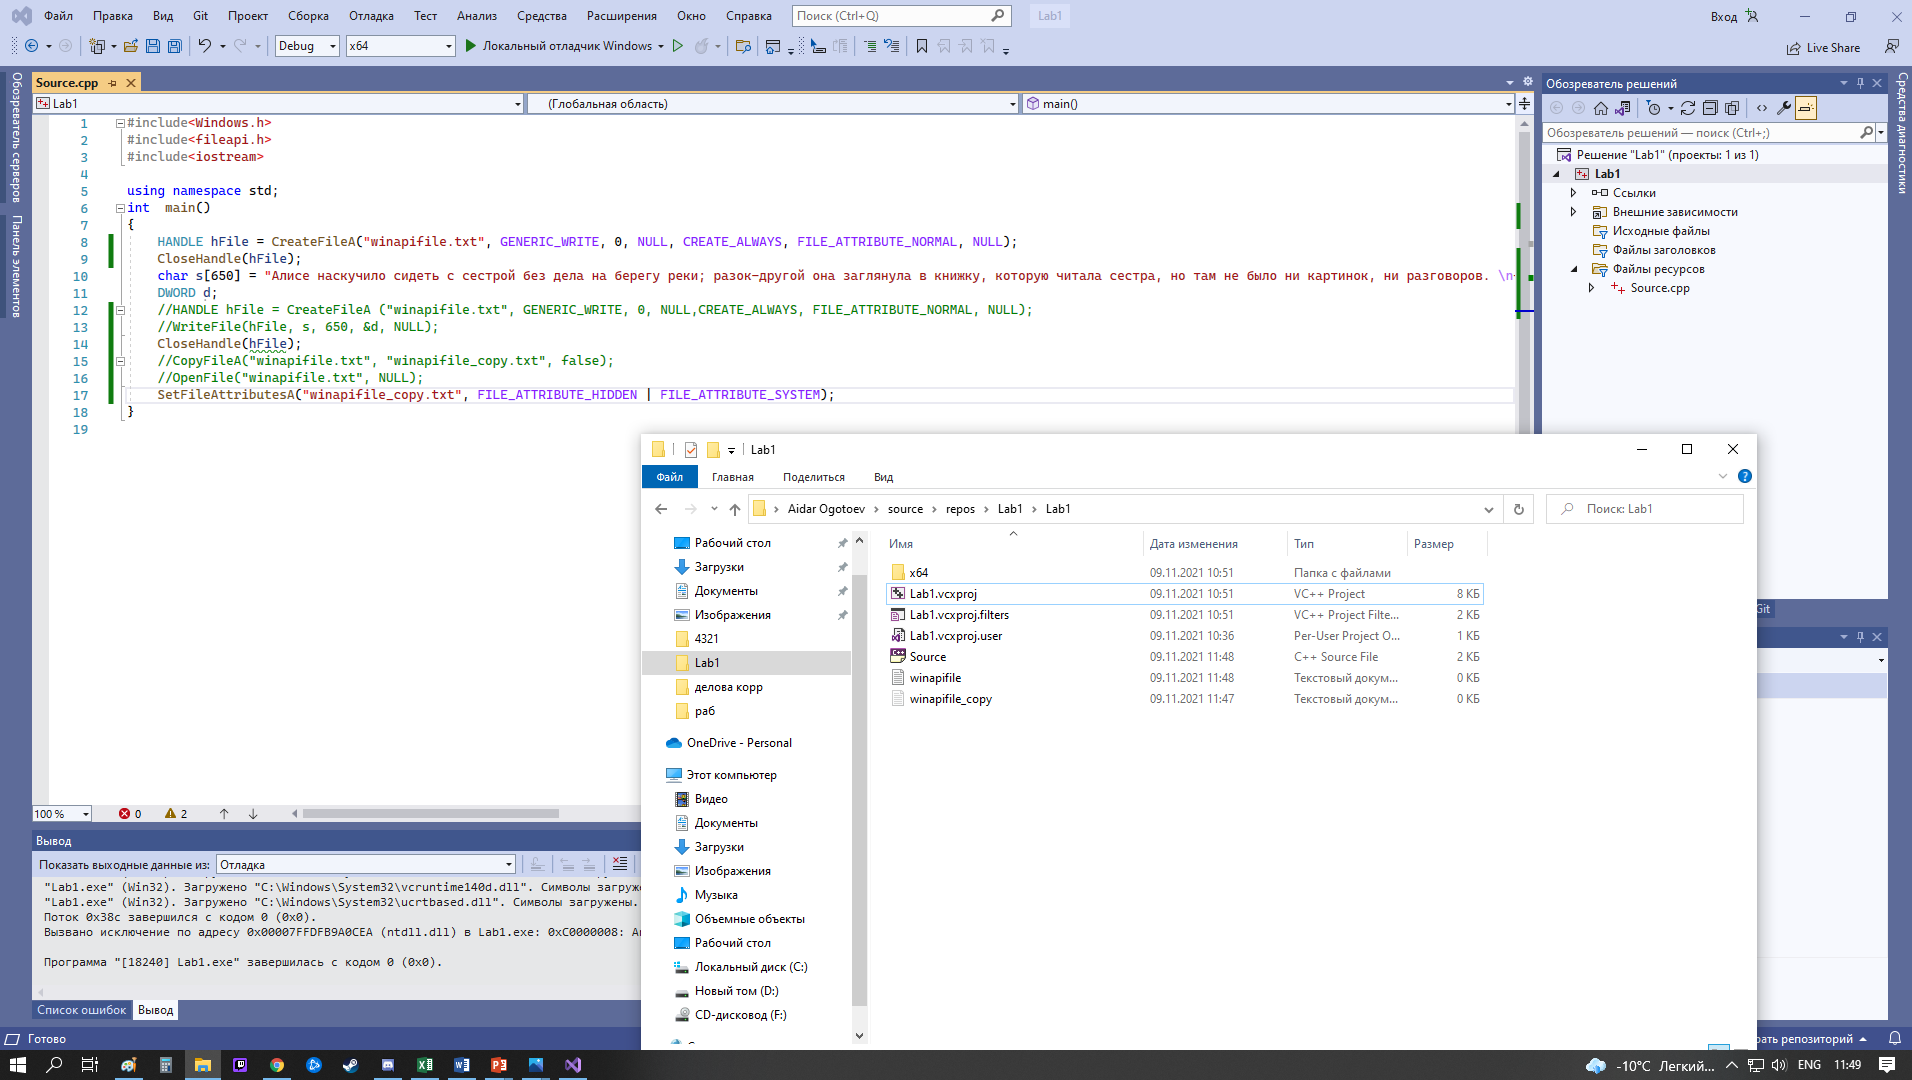 Файл Правка Вид Git Проект Сборка Отладка Тест Анализ Средства Расширения Окно Справка Поиск (Ctrl+Q) Lab1 Вход
Debug x64 Локальный отладчик Windows Live Share
Обозреватель серверов
Панель элементов
Source.cpp
Lab1 (Глобальная область) main()
1 #include<Windows.h>
2 #include<fileapi.h>
3 #include<iostream>
4
5 using namespace std;
6 int main()
7 {
8 HANDLE hFile = CreateFileA("winapifile.txt", GENERIC_WRITE, 0, NULL, CREATE_ALWAYS, FILE_ATTRIBUTE_NORMAL, NULL);
9 CloseHandle(hFile);
10 char s[650] = "Алисе наскучило сидеть с сестрой без дела на берегу реки; разок-другой она заглянула в книжку, которую читала сестра, но там не было ни картинок, ни разговоров. \n
11 DWORD d;
12 //HANDLE hFile = CreateFileA ("winapifile.txt", GENERIC_WRITE, 0, NULL,CREATE_ALWAYS, FILE_ATTRIBUTE_NORMAL, NULL);
13 //WriteFile(hFile, s, 650, &d, NULL);
14 CloseHandle(hFile);
15 //CopyFileA("winapifile.txt", "winapifile_copy.txt", false);
16 //OpenFile("winapifile.txt", NULL);
17 SetFileAttributesA("winapifile_copy.txt", FILE_ATTRIBUTE_HIDDEN | FILE_ATTRIBUTE_SYSTEM);
18 }
19
100 % 0 2
Вывод
Показать выходные данные из: Отладка
"Lab1.exe" (Win32). Загружено "C:\Windows\System32\vcruntime140d.dll". Символы загруже
"Lab1.exe" (Win32). Загружено "C:\Windows\System32\ucrtbased.dll". Символы загружены.
Поток 0x38c завершился с кодом 0 (0x0).
Вызвано исключение по адресу 0x00007FFDFB9A0CEA (ntdll.dll) в Lab1.exe: 0xC0000008: A
Программа "[18240] Lab1.exe" завершилась с кодом 0 (0x0).
Список ошибок Вывод
Готово
Обозреватель решений
Обозреватель решений — поиск (Ctrl+;)
Решение "Lab1" (проекты: 1 из 1)
Lab1
Ссылки
Внешние зависимости
Исходные файлы
Файлы заголовков
Файлы ресурсов
Source.cpp
Средства диагностики
Git
рать репозиторий
Lab1
Файл Главная Поделиться Вид
Aidar Ogotoev source repos Lab1 Lab1 Поиск: Lab1
Рабочий стол
Загрузки
Документы
Изображения
4321
Lab1
делова корр
раб
OneDrive - Personal
Этот компьютер
Видео
Документы
Загрузки
Изображения
Музыка
Объемные объекты
Рабочий стол
Локальный диск (C:)
Новый том (D:)
CD-дисковод (F:)
Имя Дата изменения Тип Размер
x64 09.11.2021 10:51 Папка с файлами
Lab1.vcxproj 09.11.2021 10:51 VC++ Project 8 КБ
Lab1.vcxproj.filters 09.11.2021 10:51 VC++ Project Filte... 2 КБ
Lab1.vcxproj.user 09.11.2021 10:36 Per-User Project O... 1 КБ
Source 09.11.2021 11:48 C++ Source File 2 КБ
winapifile 09.11.2021 11:48 Текстовый докум... 0 КБ
winapifile_copy 09.11.2021 11:47 Текстовый докум... 0 КБ
-10°C Легкий... ENG 11:49